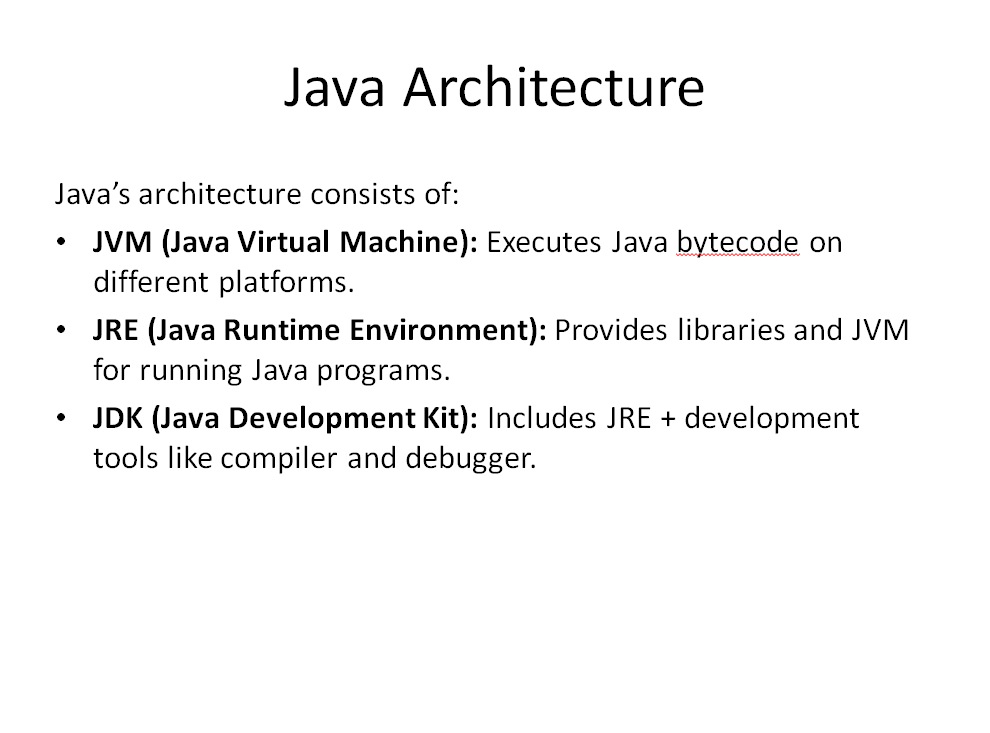 Java Architecture
Java’s architecture consists of:
• JVM (Java Virtual Machine): Executes Java bytecode on
different platforms.
• JRE (Java Runtime Environment): Provides libraries and JVM
for running Java programs.
• JDK (Java Development Kit): Includes JRE + development
tools like compiler and debugger.